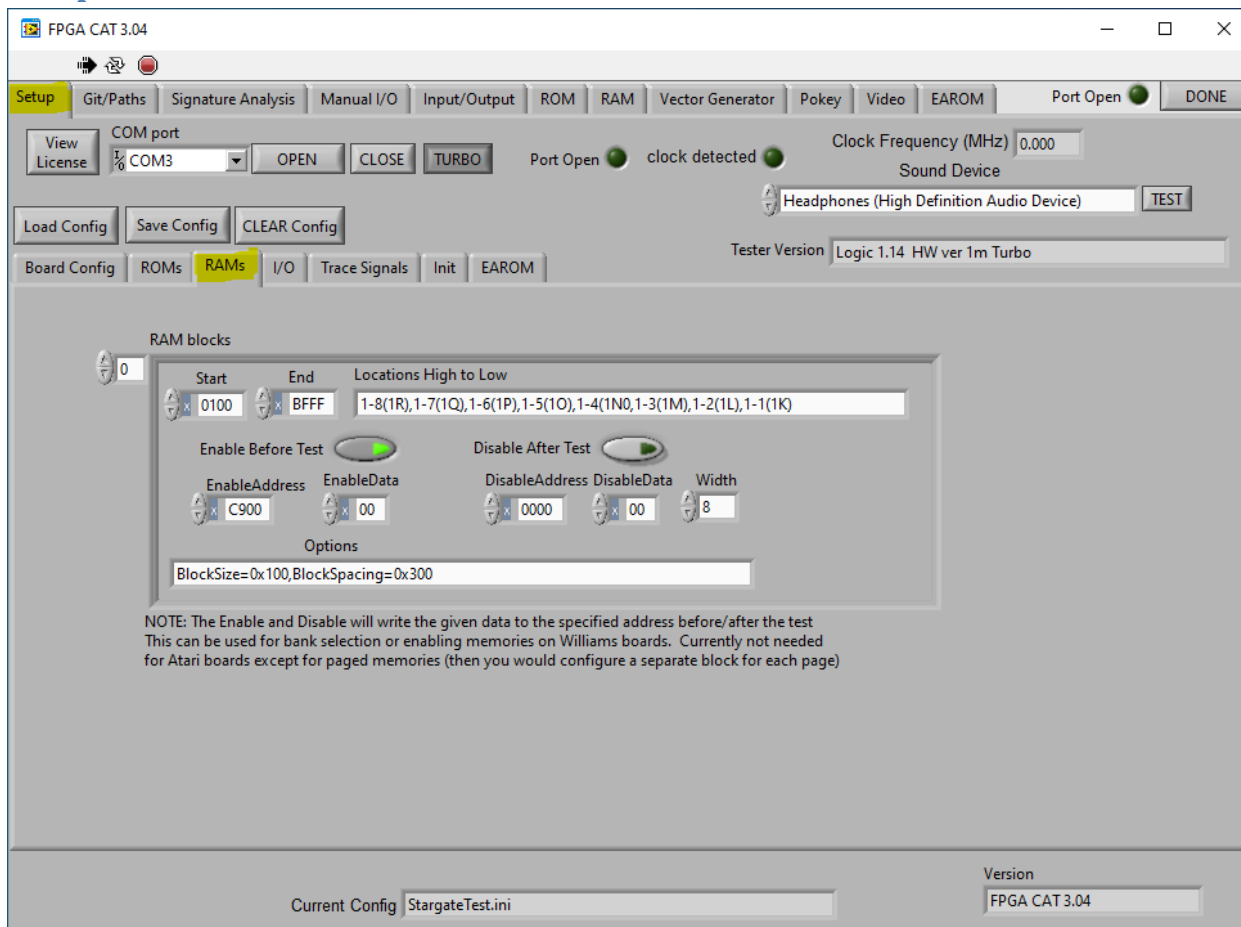 FPGA CAT 3.04
Setup Git/Paths Signature Analysis Manual I/O Input/Output ROM RAM Vector Generator Pokey Video EAROM Port Open DONE
View License
COM port
COM3 OPEN CLOSE TURBO Port Open clock detected
Clock Frequency (MHz) 0.000
Sound Device
Headphones (High Definition Audio Device) TEST
Load Config Save Config CLEAR Config
Tester Version Logic 1.14 HW ver 1m Turbo
Board Config ROMs RAMs I/O Trace Signals Init EAROM
RAM blocks
0
Start End Locations High to Low
x 0100 x BFFF 1-8(1R),1-7(1Q),1-6(1P),1-5(1O),1-4(1N0,1-3(1M),1-2(1L),1-1(1K)
Enable Before Test Disable After Test
EnableAddress EnableData DisableAddress DisableData Width
x C900 x 00 x 0000 x 00 8
Options
BlockSize=0x100,BlockSpacing=0x300
NOTE: The Enable and Disable will write the given data to the specified address before/after the test
This can be used for bank selection or enabling memories on Williams boards. Currently not needed
for Atari boards except for paged memories (then you would configure a separate block for each page)
Version
Current Config StargateTest.ini FPGA CAT 3.04